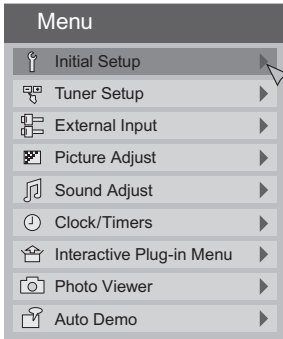 Menu
Initial Setup
Tuner Setup
External Input
Picture Adjust
Sound Adjust
Clock/Timers
Interactive Plug-in Menu
Photo Viewer
Auto Demo